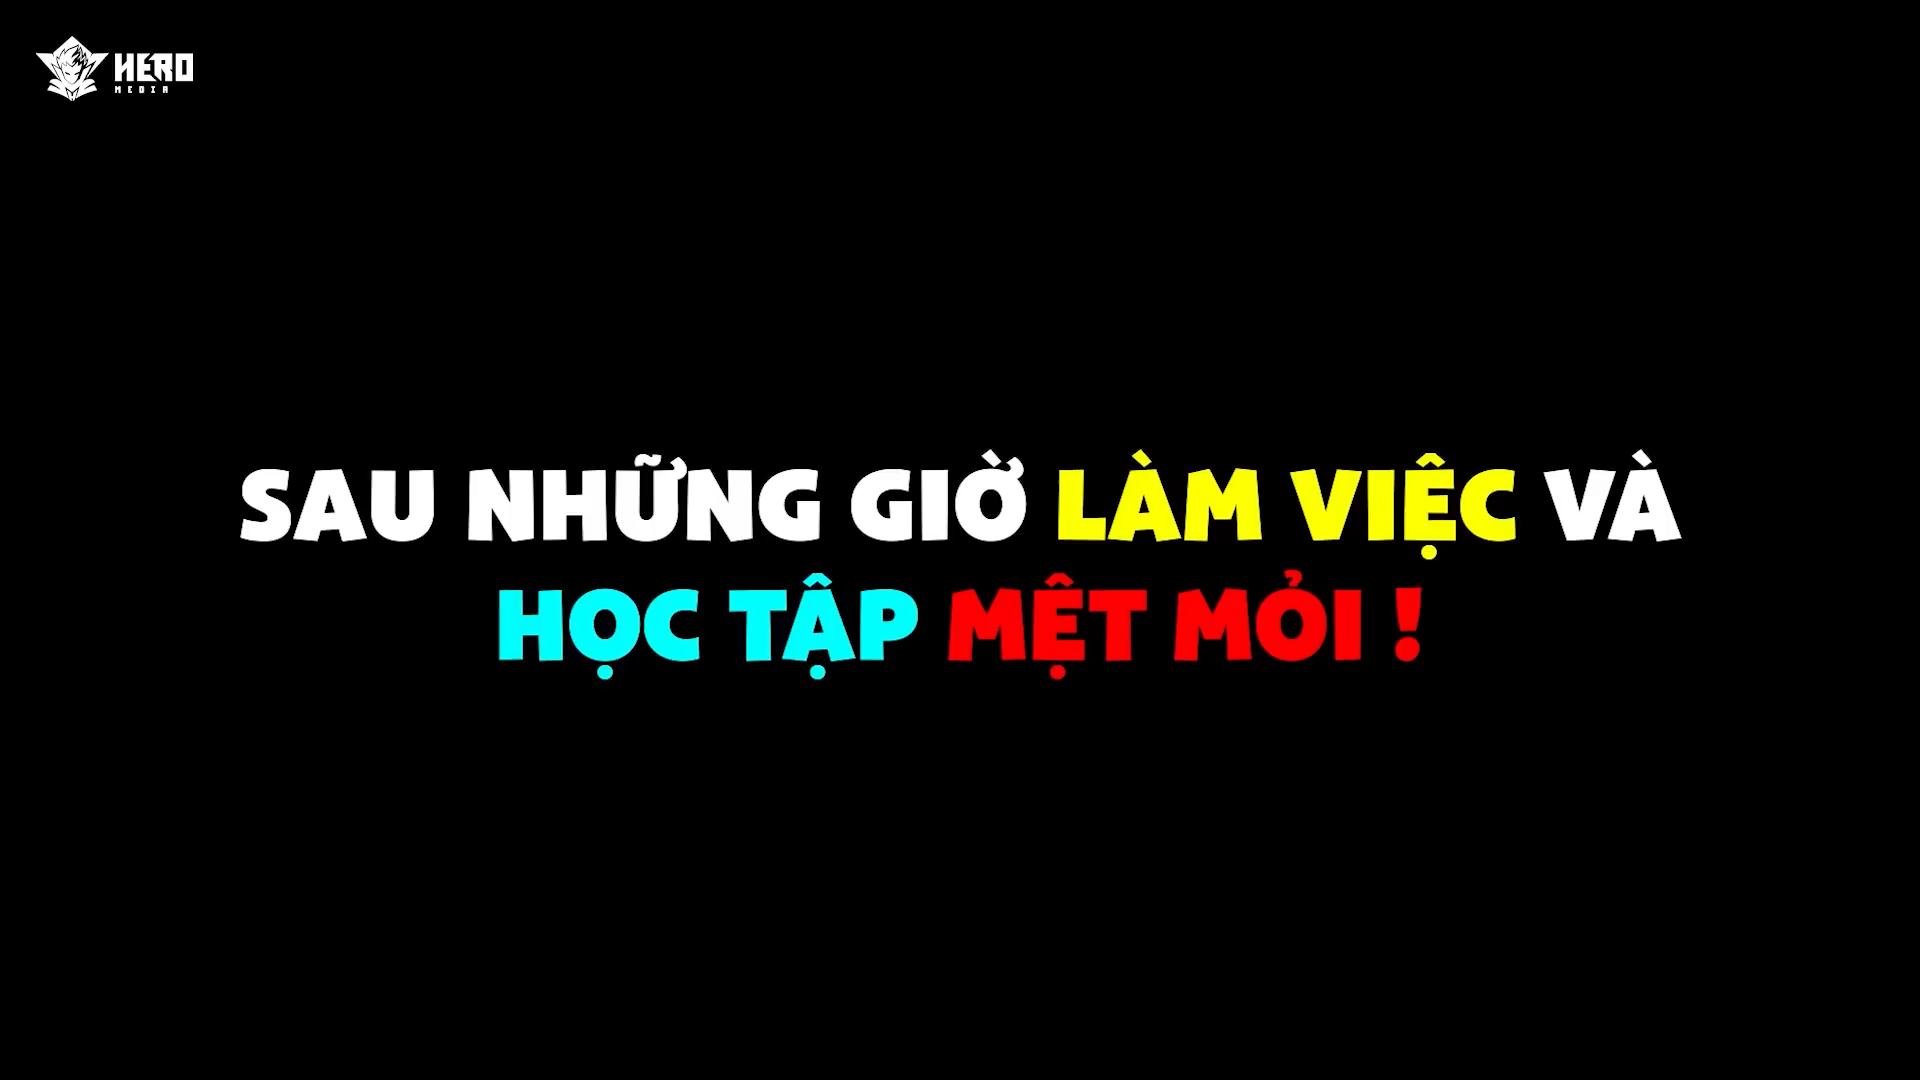 HERO
MEDIA
SAU NHỮNG GIỜ LÀM VIỆC VÀ
HỌC TẬP MỆT MỎI !